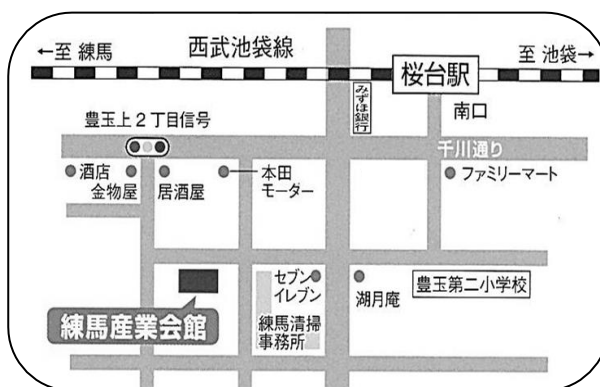 ←至 練馬
西武池袋線
桜台駅
至 池袋→
みずほ銀行
南口
豊玉上2丁目信号
千川通り
酒店
金物屋
居酒屋
本田
モーター
ファミリーマート
セブン
イレブン
湖月庵
豊玉第二小学校
練馬産業会館
練馬清掃
事務所